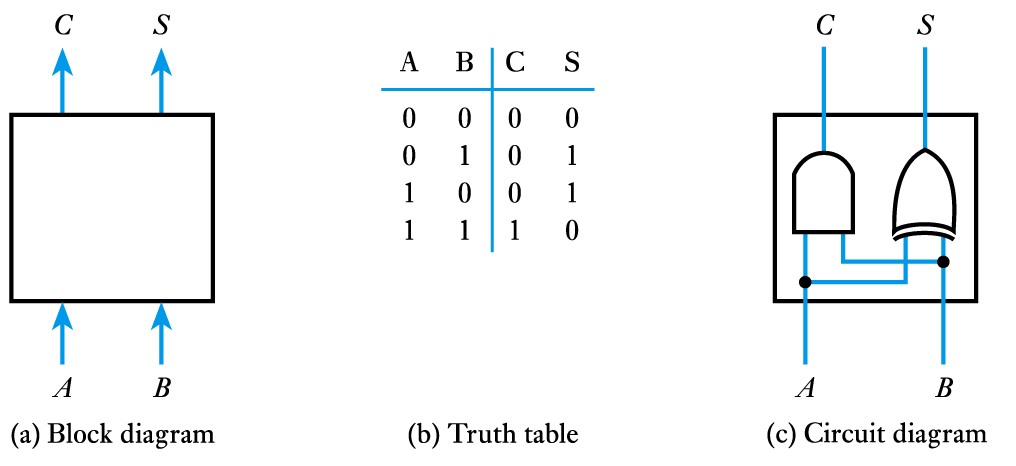 C S
A B
(a) Block diagram
A B C S
0 0 0 0
0 1 0 1
1 0 0 1
1 1 1 0
(b) Truth table
C S
A B
(c) Circuit diagram